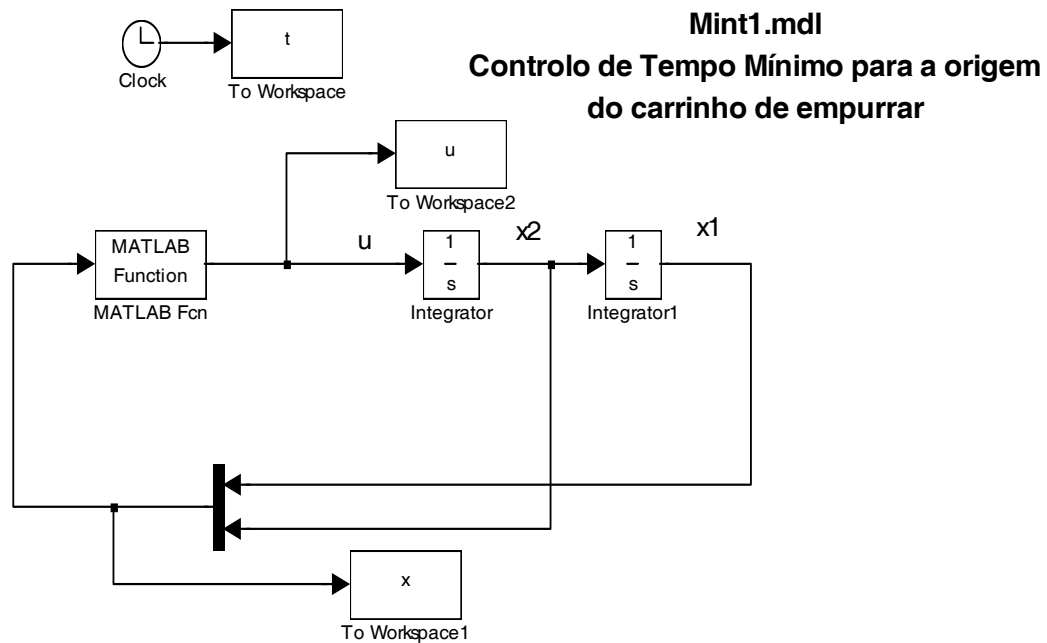 Mint1.mdl
Controlo de Tempo Mínimo para a origem
do carrinho de empurrar
t
Clock
To Workspace
u
To Workspace2
MATLAB
Function
MATLAB Fcn
u
1
s
Integrator
x2
1
s
Integrator1
x1
x
To Workspace1